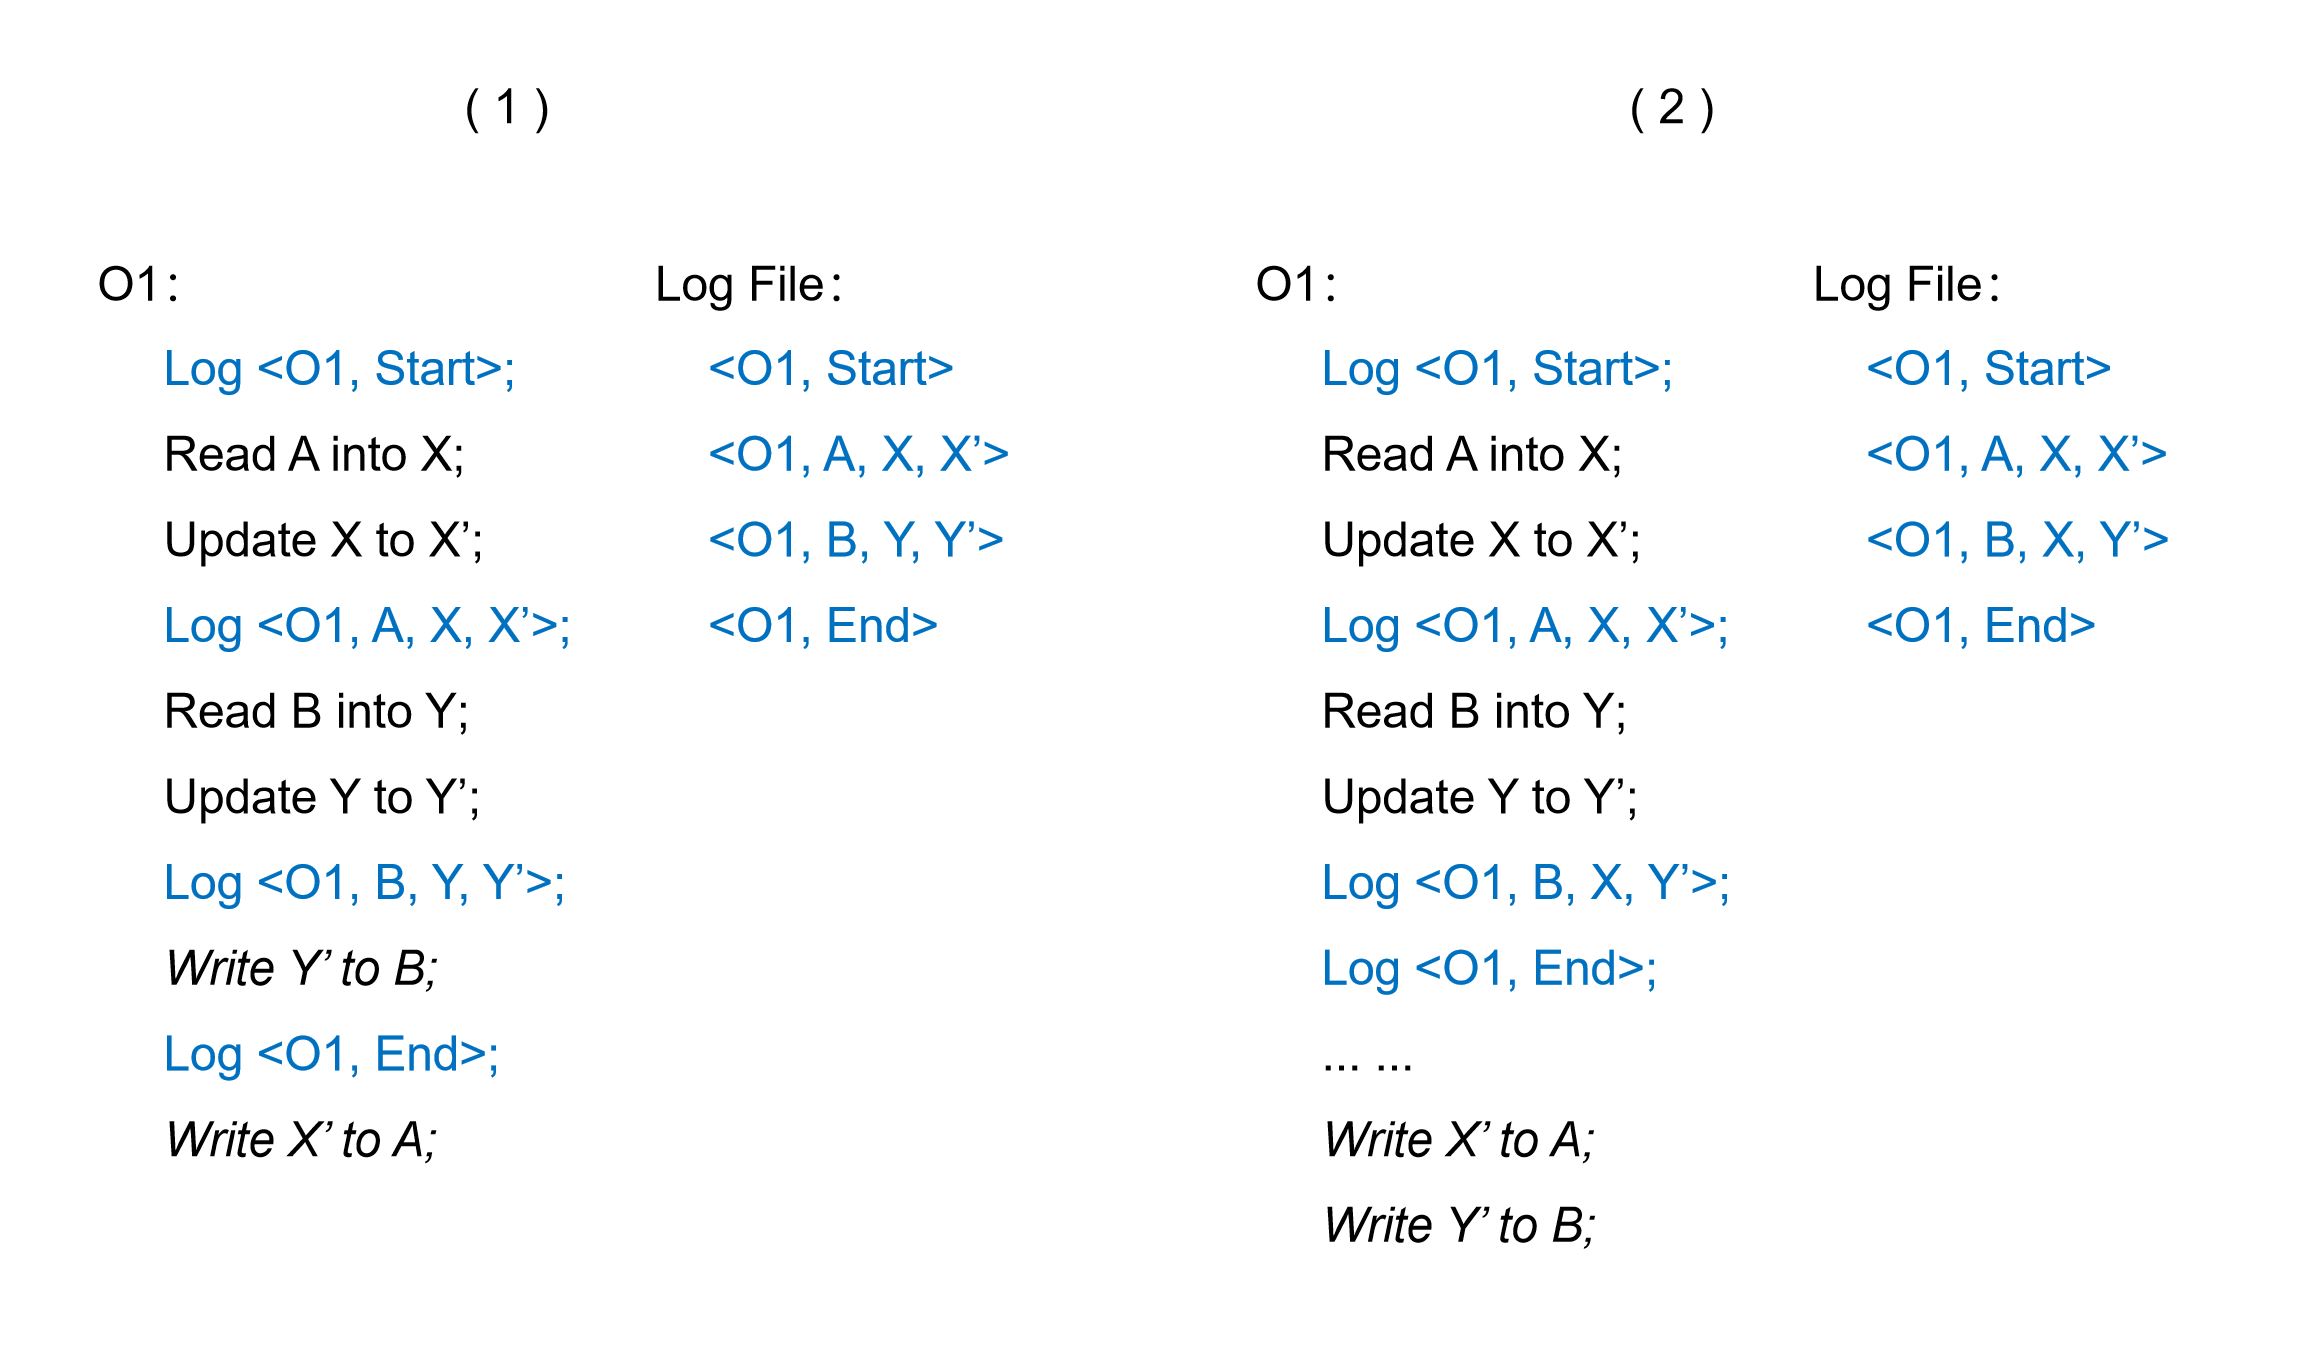 ( 1 )
O1:
Log <O1, Start>;
Read A into X;
Update X to X’;
Log <O1, A, X, X’>;
Read B into Y;
Update Y to Y’;
Log <O1, B, Y, Y’>;
Write Y’ to B;
Log <O1, End>;
Write X’ to A;
Log File:
<O1, Start>
<O1, A, X, X’>
<O1, B, Y, Y’>
<O1, End>
( 2 )
O1:
Log <O1, Start>;
Read A into X;
Update X to X’;
Log <O1, A, X, X’>;
Read B into Y;
Update Y to Y’;
Log <O1, B, X, Y’>;
Log <O1, End>;
... ...
Write X’ to A;
Write Y’ to B;
Log File:
<O1, Start>
<O1, A, X, X’>
<O1, B, X, Y’>
<O1, End>